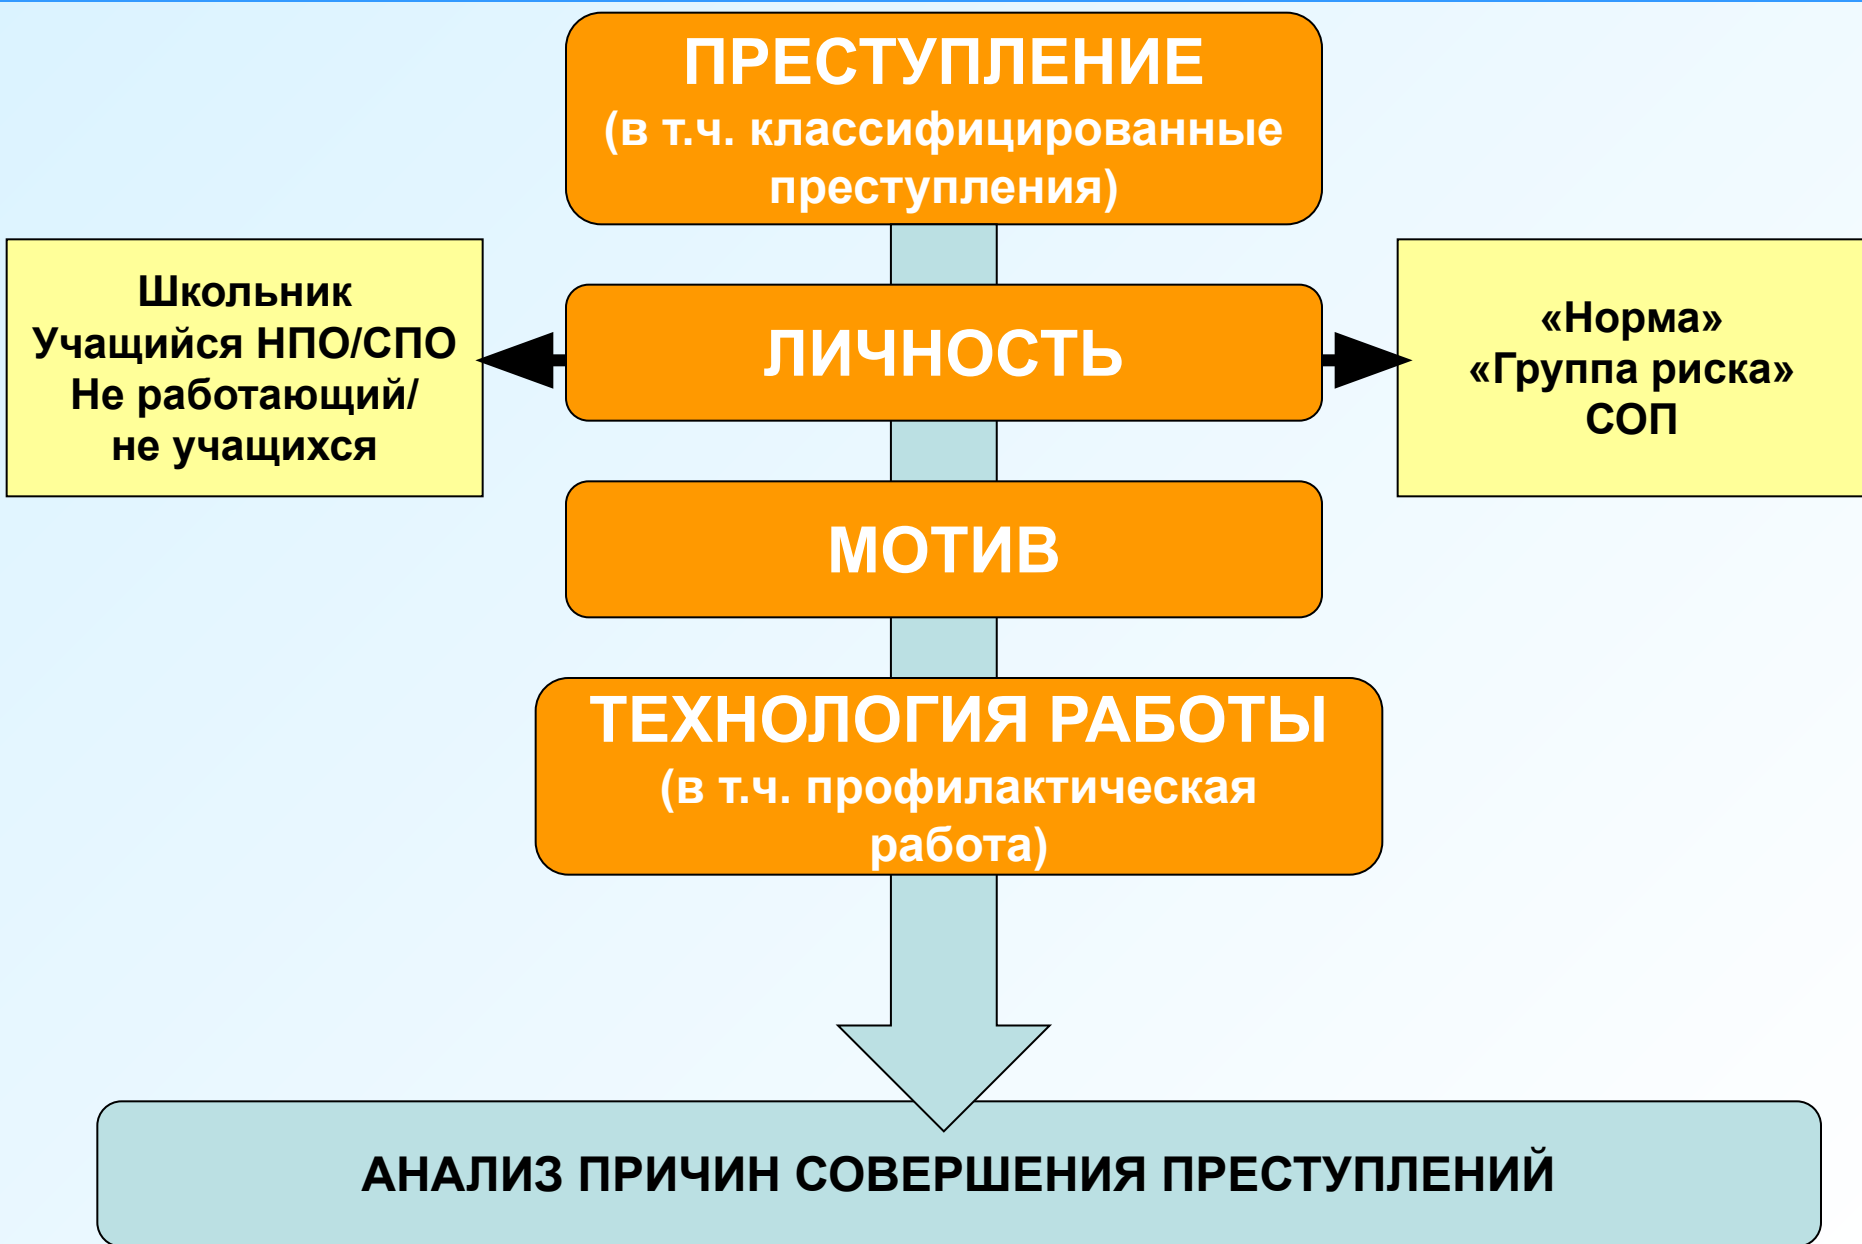 ПРЕСТУПЛЕНИЕ
(в т.ч. классифицированные
преступления)
Школьник
Учащийся НПО/СПО
Не работающий/
не учащихся
ЛИЧНОСТЬ
«Норма»
«Группа риска»
СОП
МОТИВ
ТЕХНОЛОГИЯ РАБОТЫ
(в т.ч. профилактическая
работа)
АНАЛИЗ ПРИЧИН СОВЕРШЕНИЯ ПРЕСТУПЛЕНИЙ